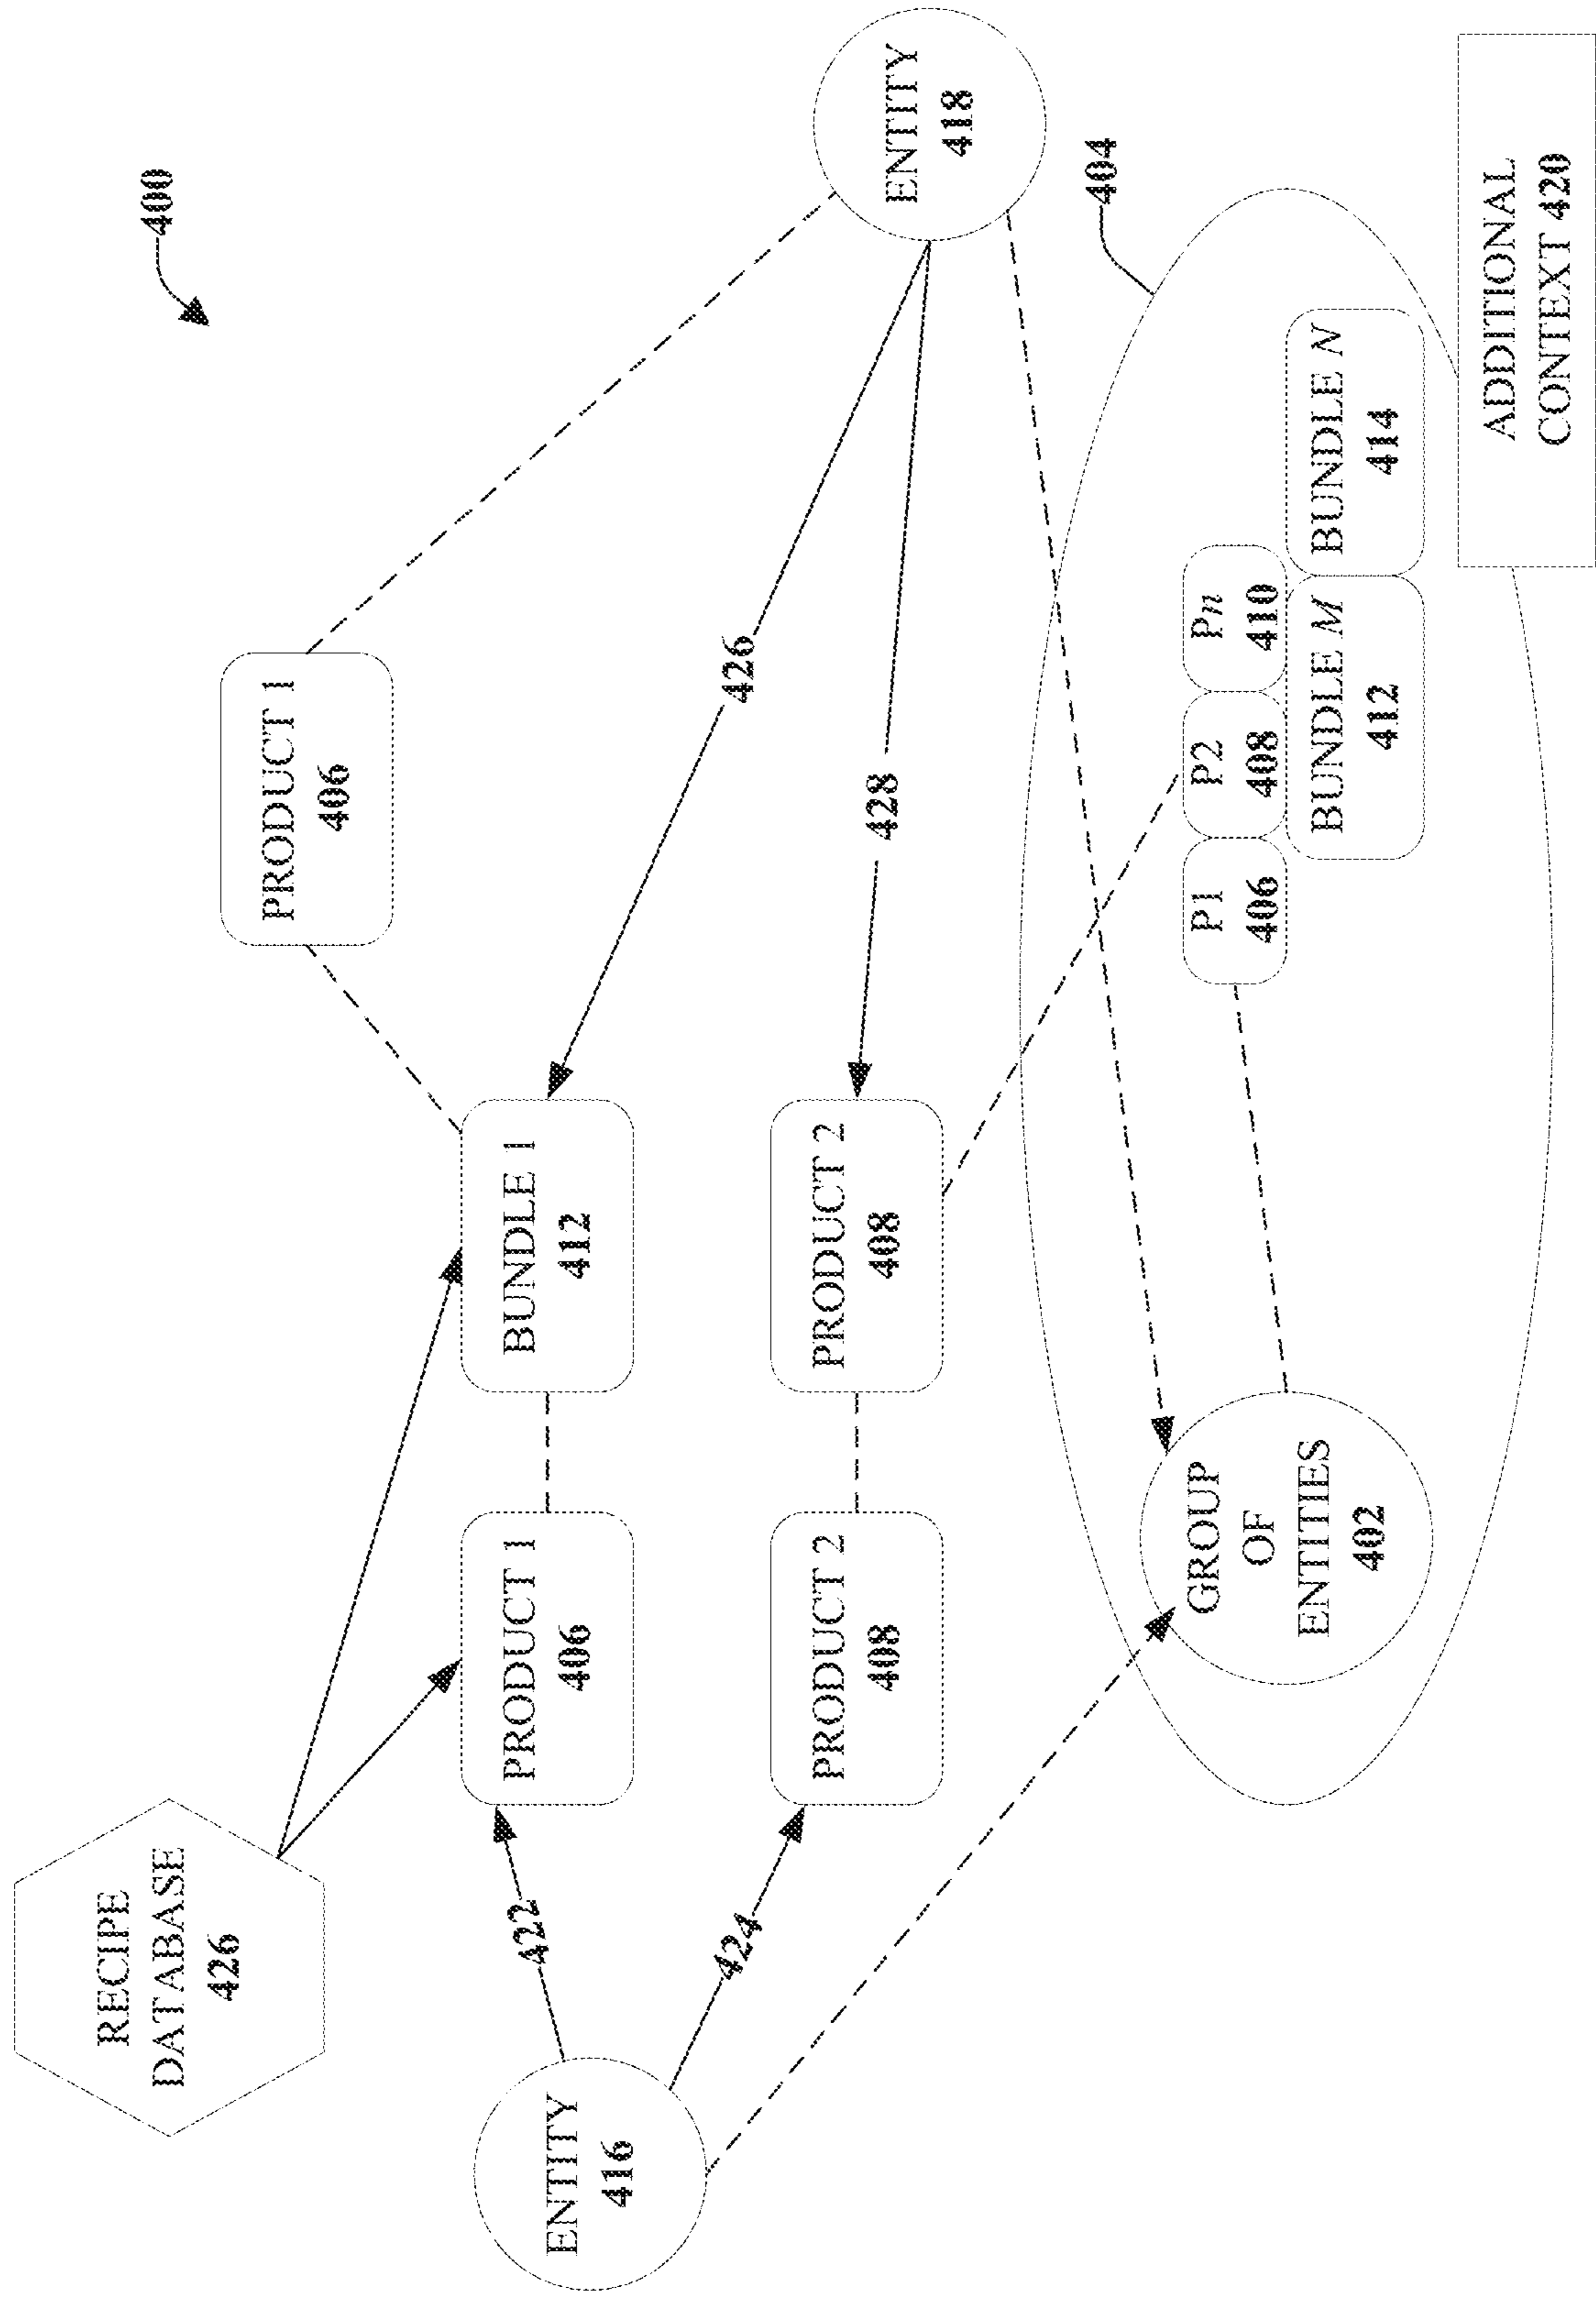 400
RECIPE
DATABASE
426
PRODUCT 1
406
ENTITY
416
422
PRODUCT 1
406
BUNDLE 1
412
426
424
PRODUCT 2
408
PRODUCT 2
408
428
ENTITY
418
404
GROUP
OF
ENTITIES
402
P1
406
P2
408
Pn
410
BUNDLE M
412
BUNDLE N
414
ADDITIONAL
CONTEXT 420